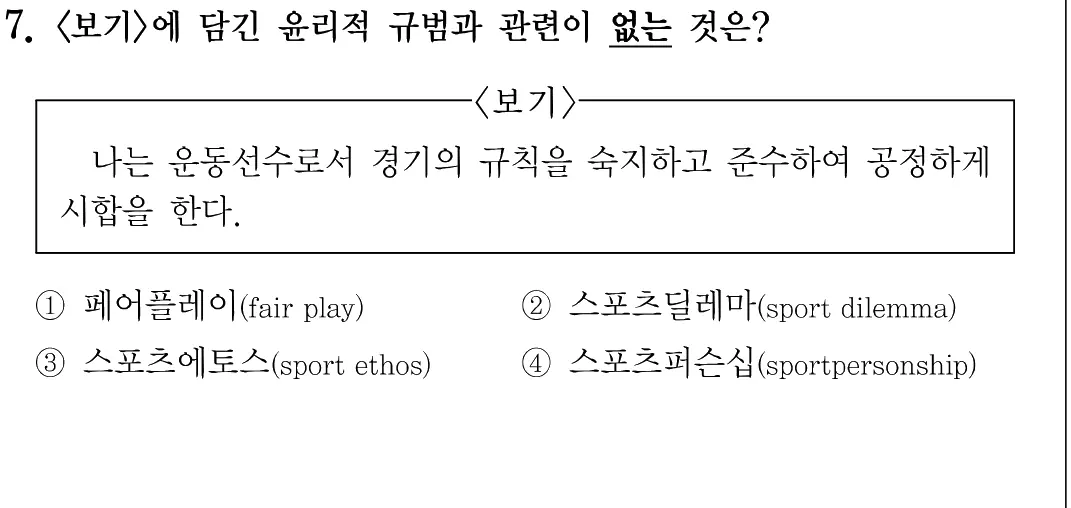 7. 〈보기〉에 담긴 윤리적 규범과 관련이 없는 것은?
〈보기〉
나는 운동선수로서 경기의 규칙을 숙지하고 준수하여 공정하게
시합을 한다.
① 페어플레이(fair play) ② 스포츠딜레마(sport dilemma)
③ 스포츠에토스(sport ethos) ④ 스포츠퍼슨십(sportpersonship)